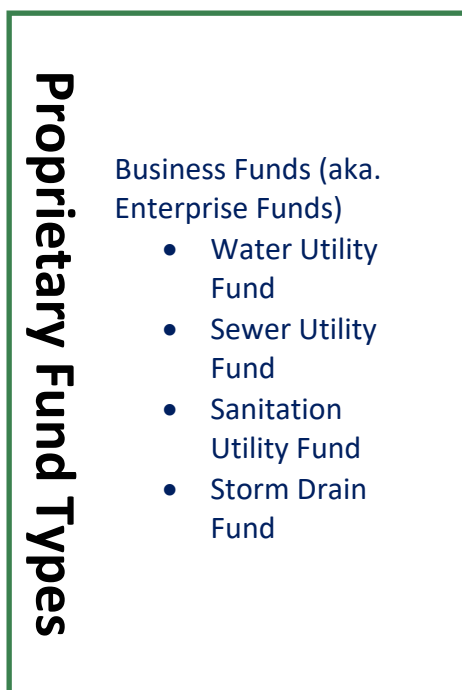 Proprietary Fund Types
Business Funds (aka.
Enterprise Funds)
• Water Utility
Fund
• Sewer Utility
Fund
• Sanitation
Utility Fund
• Storm Drain
Fund